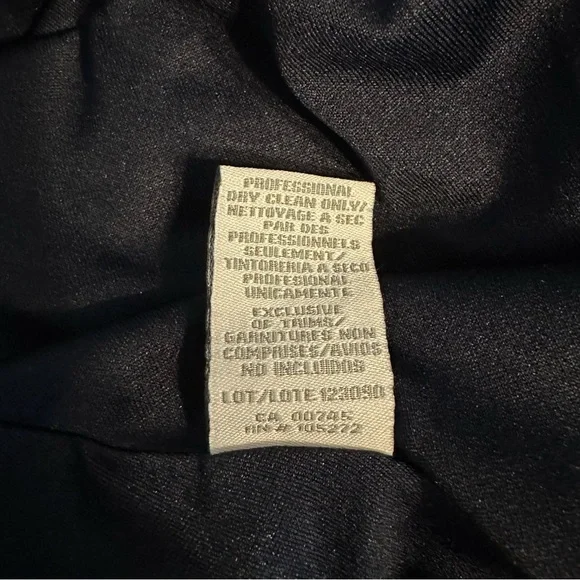 PROFESSIONAL
DRY CLEAN ONLY/
NETTOYAGE A SEC
PAR DES
PROFESSIONNELS
SEULEMENT/
TINTORERIA A SECO
PROFESIONAL
UNICAMENTE
EXCLUSIVE
OF TRIMS/
GARNITURES NON
COMPRISES/AVIOS
NO INCLUIDOS
LOT/LOTE 123090
CA 00745
RN# 105272